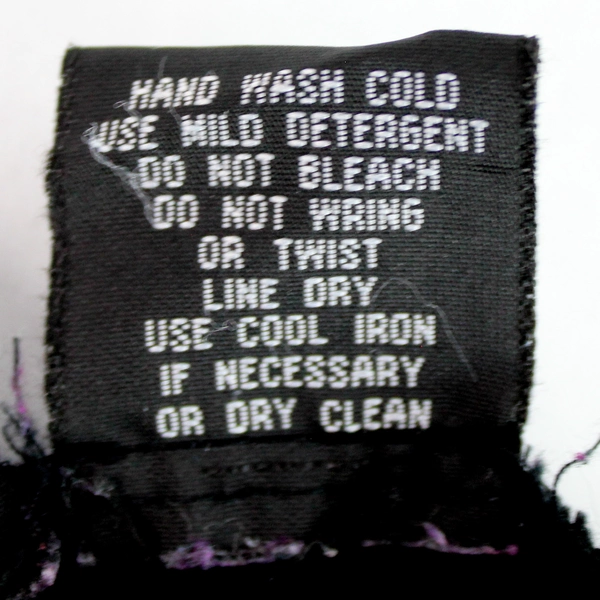 HAND WASH COLD
USE MILD DETERGENT
DO NOT BLEACH
DO NOT WRING
OR TWIST
LINE DRY
USE COOL IRON
IF NECESSARY
OR DRY CLEAN